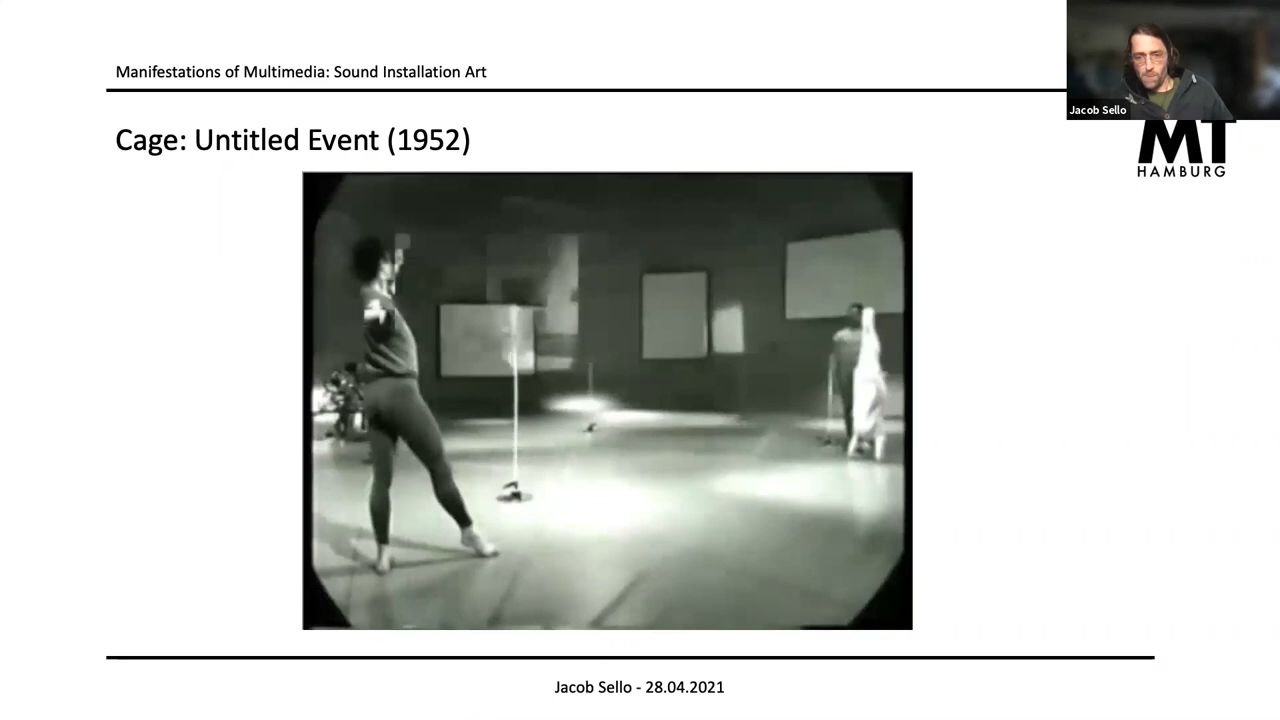 Manifestations of Multimedia: Sound Installation Art
Jacob Sello
Cage: Untitled Event (1952)
MT
HAMBURG
Jacob Sello - 28.04.2021